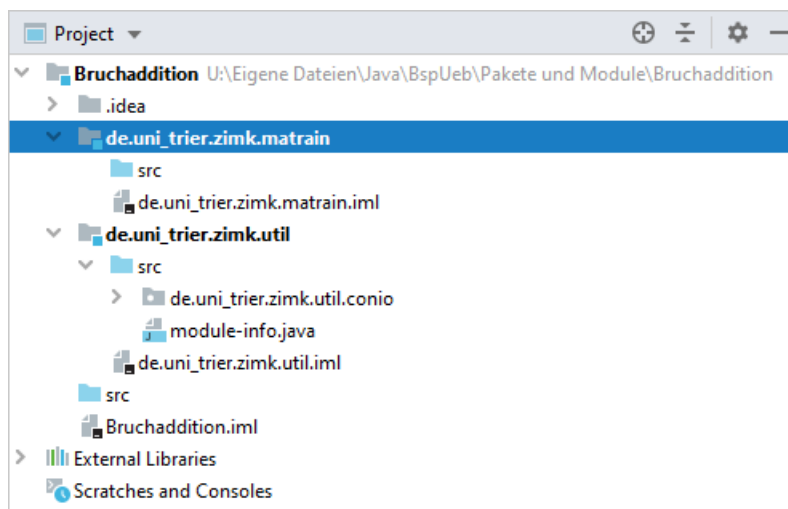 Project
Bruchaddition U:\Eigene Dateien\Java\BspUeb\Pakete und Module\Bruchaddition
.idea
de.uni_trier.zimk.matrain
src
de.uni_trier.zimk.matrain.iml
de.uni_trier.zimk.util
src
de.uni_trier.zimk.util.conio
module-info.java
de.uni_trier.zimk.util.iml
src
Bruchaddition.iml
External Libraries
Scratches and Consoles